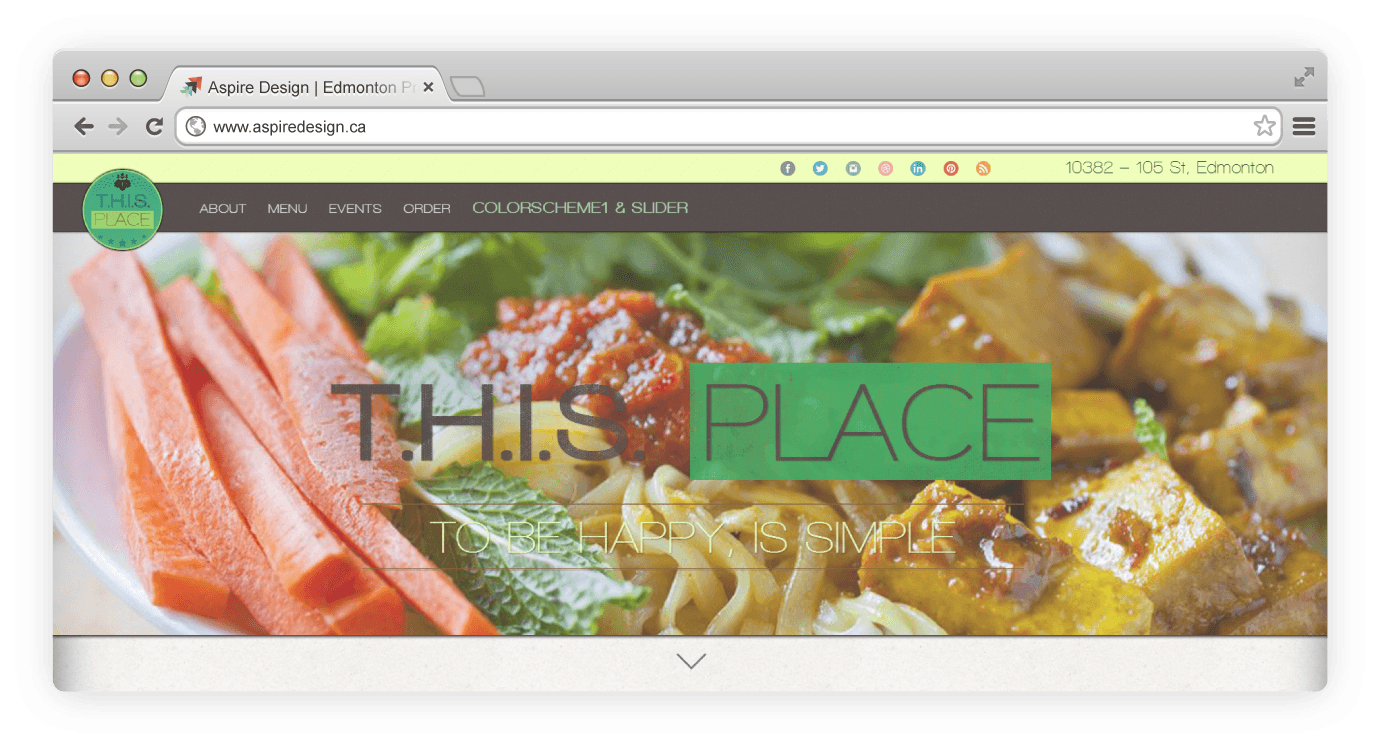 Aspire Design | Edmonton Pr
www.aspiredesign.ca
10382 – 105 St, Edmonton
T.H.I.S.
PLACE
ABOUT MENU EVENTS ORDER COLORSCHEME1 & SLIDER
T.H.I.S. PLACE
TO BE HAPPY, IS SIMPLE